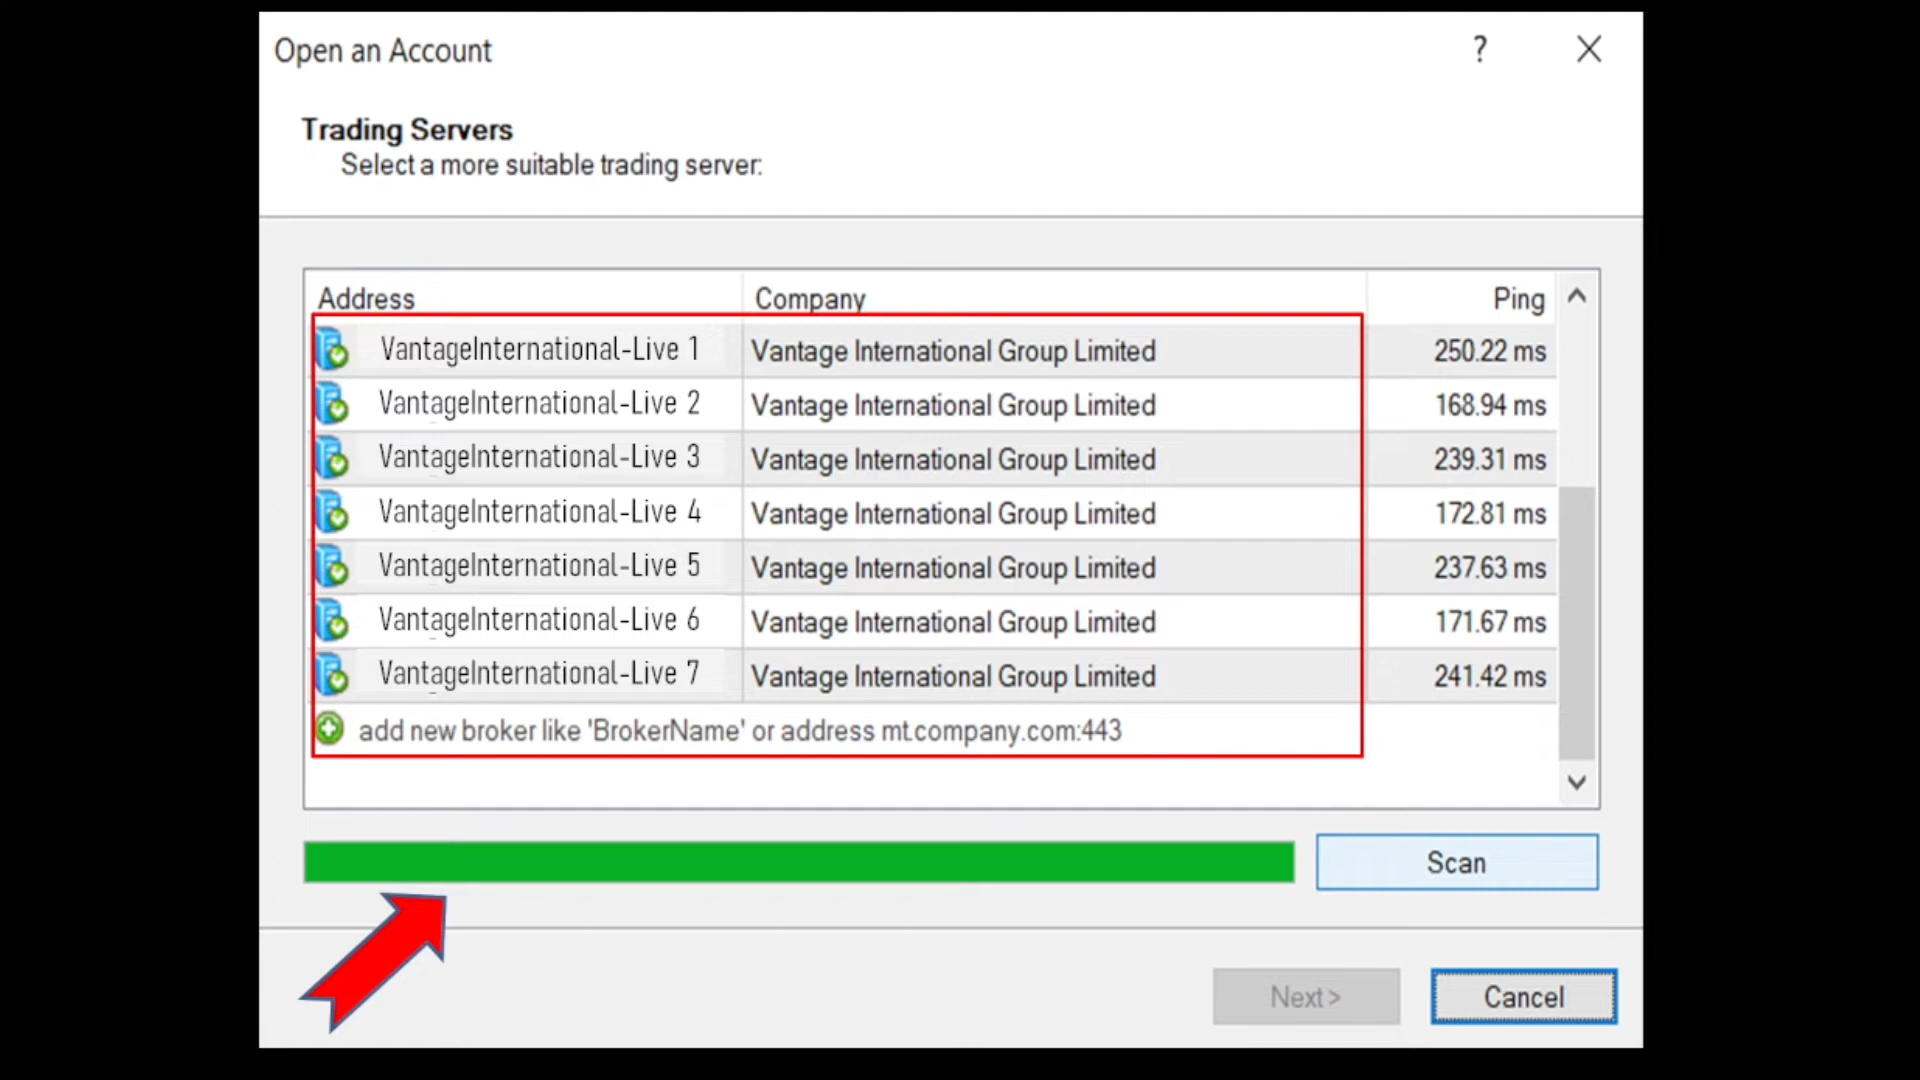 Open an Account ?
Trading Servers
Select a more suitable trading server:
Address Company Ping
VantageInternational-Live 1 Vantage International Group Limited 250.22 ms
VantageInternational-Live 2 Vantage International Group Limited 168.94 ms
VantageInternational-Live 3 Vantage International Group Limited 239.31 ms
VantageInternational-Live 4 Vantage International Group Limited 172.81 ms
VantageInternational-Live 5 Vantage International Group Limited 237.63 ms
VantageInternational-Live 6 Vantage International Group Limited 171.67 ms
VantageInternational-Live 7 Vantage International Group Limited 241.42 ms
add new broker like 'BrokerName' or address mt.company.com:443
Scan
Next > Cancel